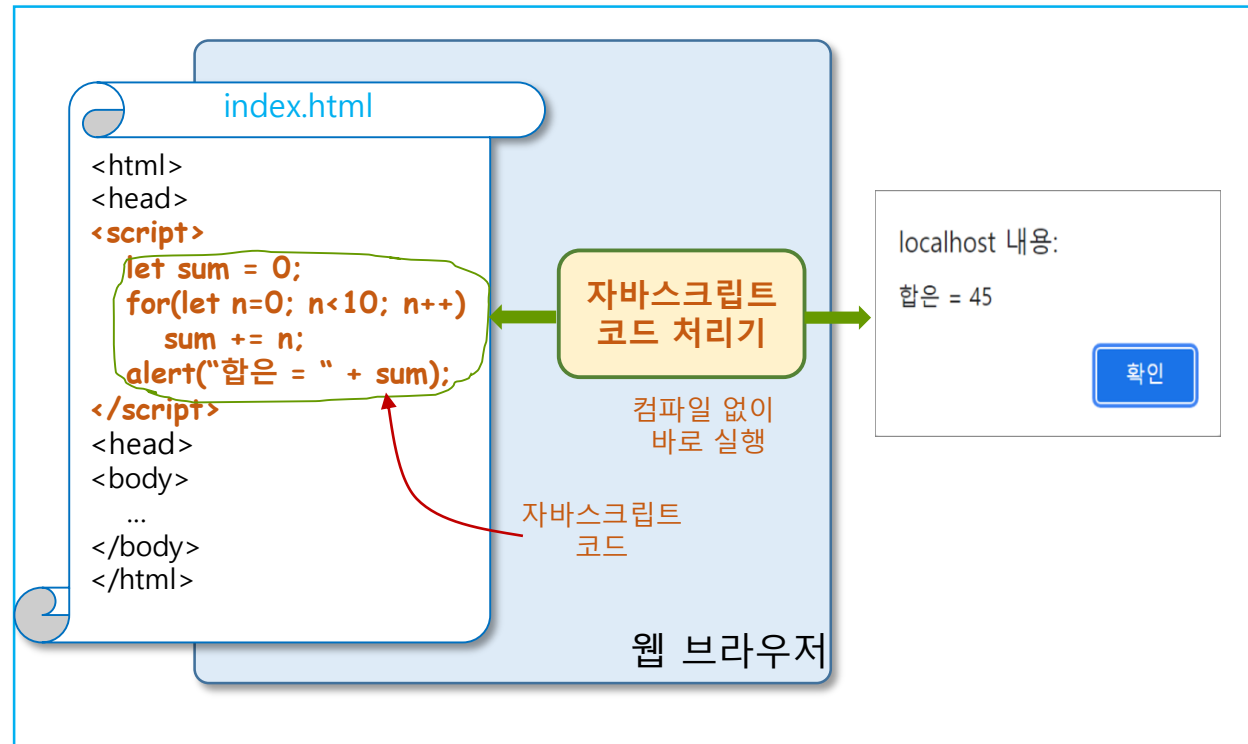 index.html
<html>
<head>
<script>
let sum = 0;
for(let n=0; n<10; n++)
sum += n;
alert(“합은 = “ + sum);
</script>
<head>
<body>
...
</body>
</html>
자바스크립트
코드 처리기
컴파일 없이
바로 실행
자바스크립트
코드
웹 브라우저
localhost 내용:
합은 = 45
확인